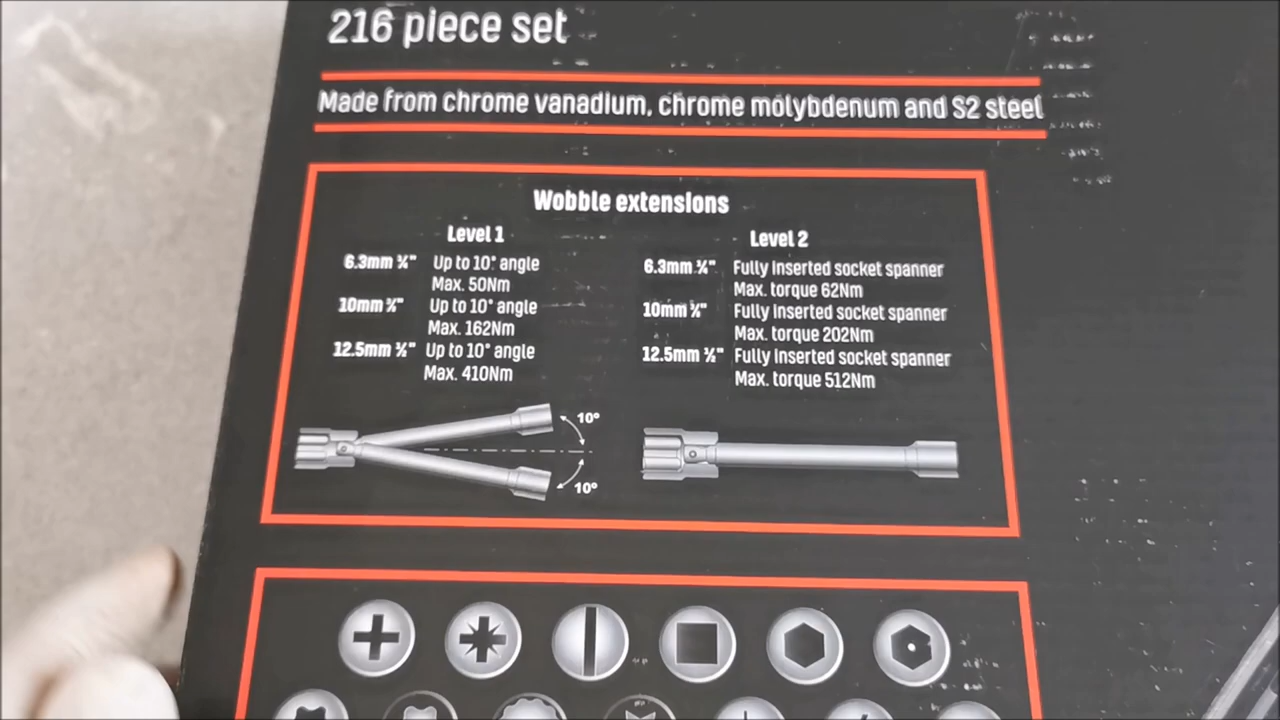 216 piece set
Made from chrome vanadium, chrome molybdenum and S2 steel
Wobble extensions
Level 1
6.3mm ¼" Up to 10° angle
Max. 50Nm
10mm ⅜" Up to 10° angle
Max. 162Nm
12.5mm ½" Up to 10° angle
Max. 410Nm
10°
10°
Level 2
6.3mm ¼" Fully inserted socket spanner
Max. torque 62Nm
10mm ⅜" Fully inserted socket spanner
Max. torque 202Nm
12.5mm ½" Fully inserted socket spanner
Max. torque 512Nm